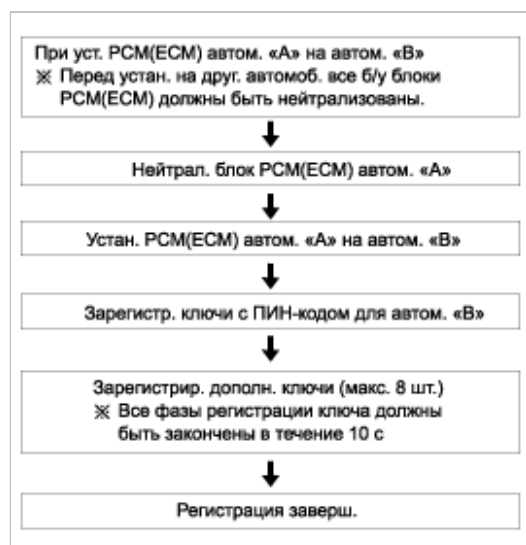 При уст. PCM(ECM) автом. «А» на автом. «В»
※ Перед устан. на друг. автомоб. все б/у блоки
PCM(ECM) должны быть нейтрализованы.
Нейтрал. блок PCM(ECM) автом. «А»
Устан. PCM(ECM) автом. «А» на автом. «В»
Зарегистр. ключи с ПИН-кодом для автом. «В»
Зарегистрир. дополн. ключи (макс. 8 шт.)
※ Все фазы регистрации ключа должны
быть закончены в течение 10 с
Регистрация заверш.